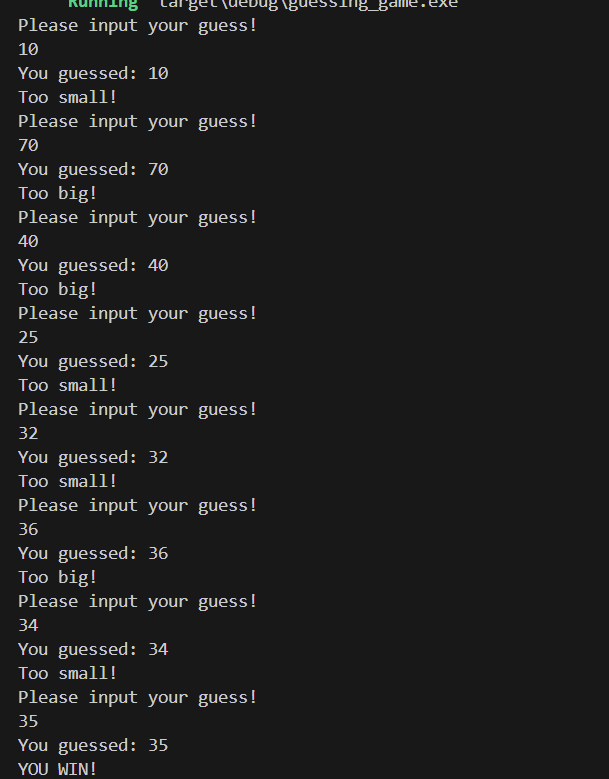 Running `target\debug\guessing_game.exe`
Please input your guess!
10
You guessed: 10
Too small!
Please input your guess!
70
You guessed: 70
Too big!
Please input your guess!
40
You guessed: 40
Too big!
Please input your guess!
25
You guessed: 25
Too small!
Please input your guess!
32
You guessed: 32
Too small!
Please input your guess!
36
You guessed: 36
Too big!
Please input your guess!
34
You guessed: 34
Too small!
Please input your guess!
35
You guessed: 35
YOU WIN!